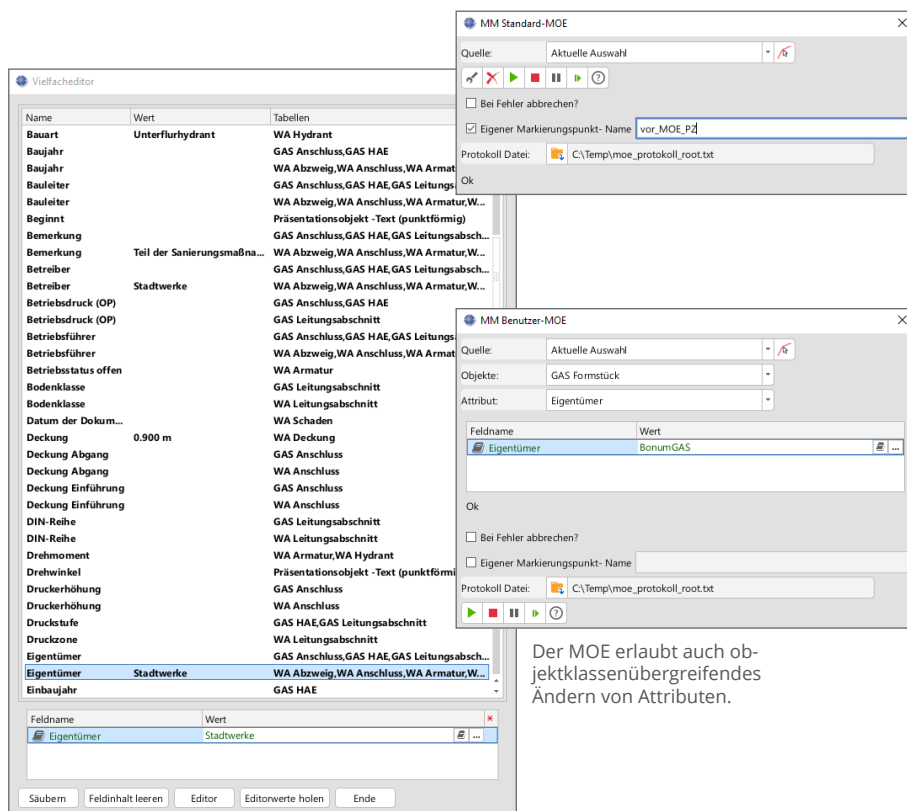 MM Standard-MOE
Quelle: Aktuelle Auswahl
Bei Fehler abbrechen?
Eigener Markierungspunkt- Name vor_MOE_PZ
Protokoll Datei: C:\Temp\moe_protokoll_root.txt
Ok
Vielfacheditor
Name Wert Tabellen
Bauart Unterflurhydrant WA Hydrant
Baujahr GAS Anschluss,GAS HAE
Baujahr WA Abzweig,WA Anschluss,WA Armat
Bauleiter GAS Anschluss,GAS HAE,GAS Leitungs
Bauleiter WA Abzweig,WA Anschluss,WA Armatur,W...
Beginnt Präsentationsobjekt -Text (punktförmig)
Bemerkung GAS Anschluss,GAS HAE,GAS Leitungsabsch...
Bemerkung Teil der Sanierungsmaßna... WA Abzweig,WA Anschluss,WA Armatur,W...
Betreiber GAS Anschluss,GAS HAE,GAS Leitungsabsch...
Betreiber Stadtwerke WA Abzweig,WA Anschluss,WA Armatur,W...
Betriebsdruck (OP) GAS Anschluss,GAS HAE
Betriebsdruck (OP) GAS Leitungsabschnitt
Betriebsführer GAS Anschluss,GAS HAE,GAS Leitungs
Betriebsführer WA Abzweig,WA Anschluss,WA Armat
Betriebsstatus offen WA Armatur
Bodenklasse GAS Leitungsabschnitt
Bodenklasse WA Leitungsabschnitt
Datum der Dokum... WA Schaden
Deckung 0.900 m WA Deckung
Deckung Abgang GAS Anschluss
Deckung Abgang WA Anschluss
Deckung Einführung GAS Anschluss
Deckung Einführung WA Anschluss
DIN-Reihe GAS Leitungsabschnitt
DIN-Reihe WA Leitungsabschnitt
Drehmoment WA Armatur,WA Hydrant
Drehwinkel Präsentationsobjekt -Text (punktförmi
Druckerhöhung GAS Anschluss
Druckerhöhung WA Anschluss
Druckstufe GAS HAE,GAS Leitungsabschnitt
Druckzone WA Leitungsabschnitt
Eigentümer GAS Anschluss,GAS HAE,GAS Leitungsabsch...
Eigentümer Stadtwerke WA Abzweig,WA Anschluss,WA Armatur,W...
Einbaujahr GAS HAE
Feldname Wert
Eigentümer Stadtwerke ...
Säubern Feldinhalt leeren Editor Editorwerte holen Ende
MM Benutzer-MOE
Quelle: Aktuelle Auswahl
Objekte: GAS Formstück
Attribut: Eigentümer
Feldname Wert
Eigentümer BonumGAS ...
Ok
Bei Fehler abbrechen?
Eigener Markierungspunkt- Name
Protokoll Datei: C:\Temp\moe_protokoll_root.txt
Der MOE erlaubt auch ob-
jektklassenübergreifendes
Ändern von Attributen.